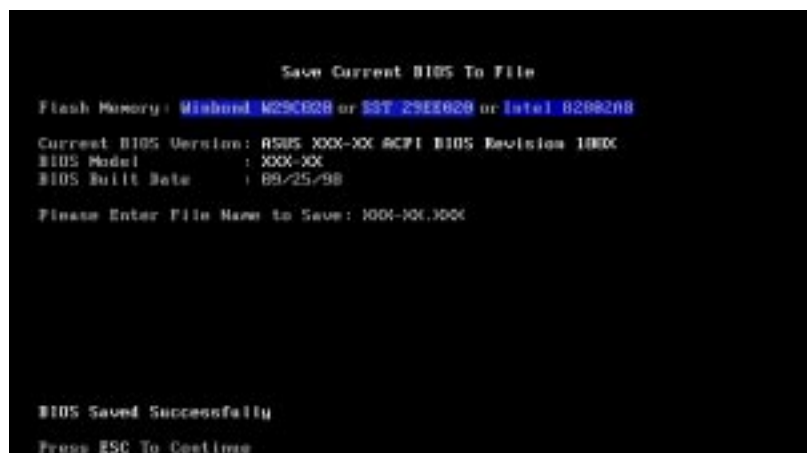 Save Current BIOS To File
Flash Memory: Winbond W29C020 or SST 29EE020 or Intel 82802AB
Current BIOS Version: ASUS XXX-XX ACPI BIOS Revision 100X
BIOS Model : XXX-XX
BIOS Built Date : 09/25/98
Please Enter File Name to Save: XXX-XX.XXX
BIOS Saved Successfully
Press ESC To Continue